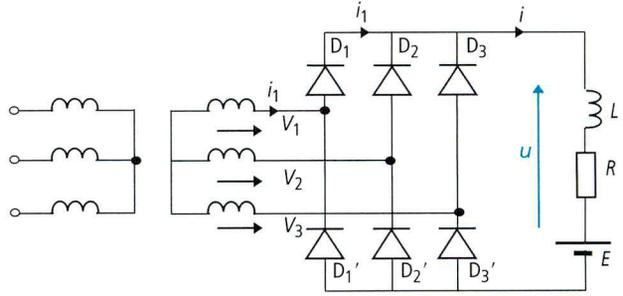 i₁
i
D₁
D₂
D₃
i₁
V₁
L
u
R
V₂
V₃
E
D₁′
D₂′
D₃′